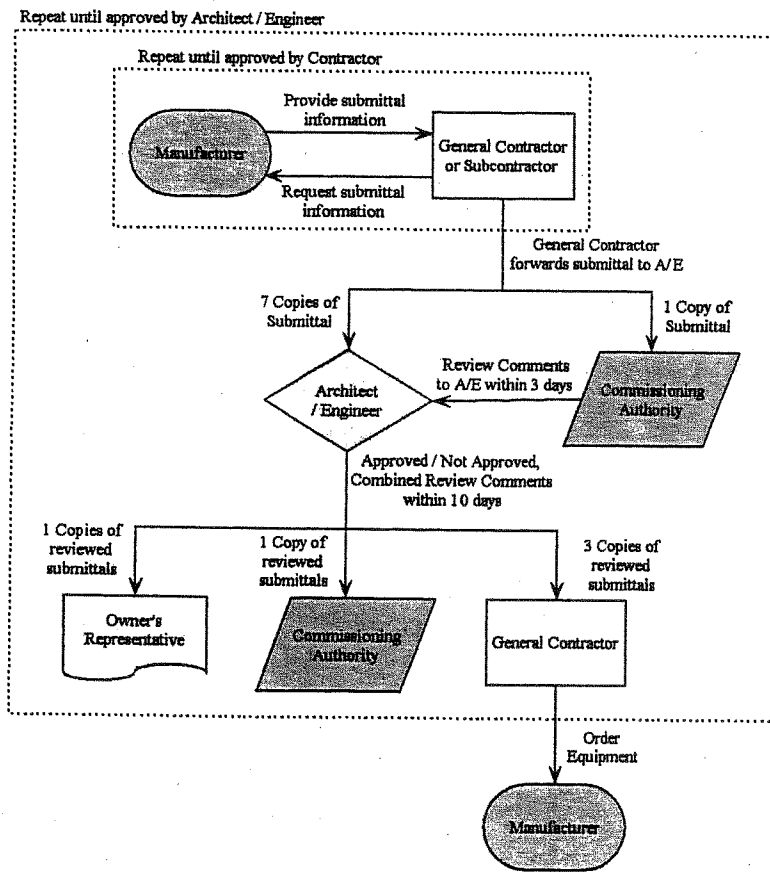 Repeat until approved by Architect / Engineer
Repeat until approved by Contractor
Provide submittal
information
Manufacturer
General Contractor
or Subcontractor
Request submittal
information
General Contractor
forwards submittal to A/E
7 Copies of
Submittal
1 Copy of
Submittal
Review Comments
to A/E within 3 days
Architect
/ Engineer
Commissioning
Authority
Approved / Not Approved,
Combined Review Comments
within 10 days
1 Copies of
reviewed
submittals
1 Copy of
reviewed
submittals
3 Copies of
reviewed
submittals
Owner's
Representative
Commissioning
Authority
General Contractor
Order
Equipment
Manufacturer